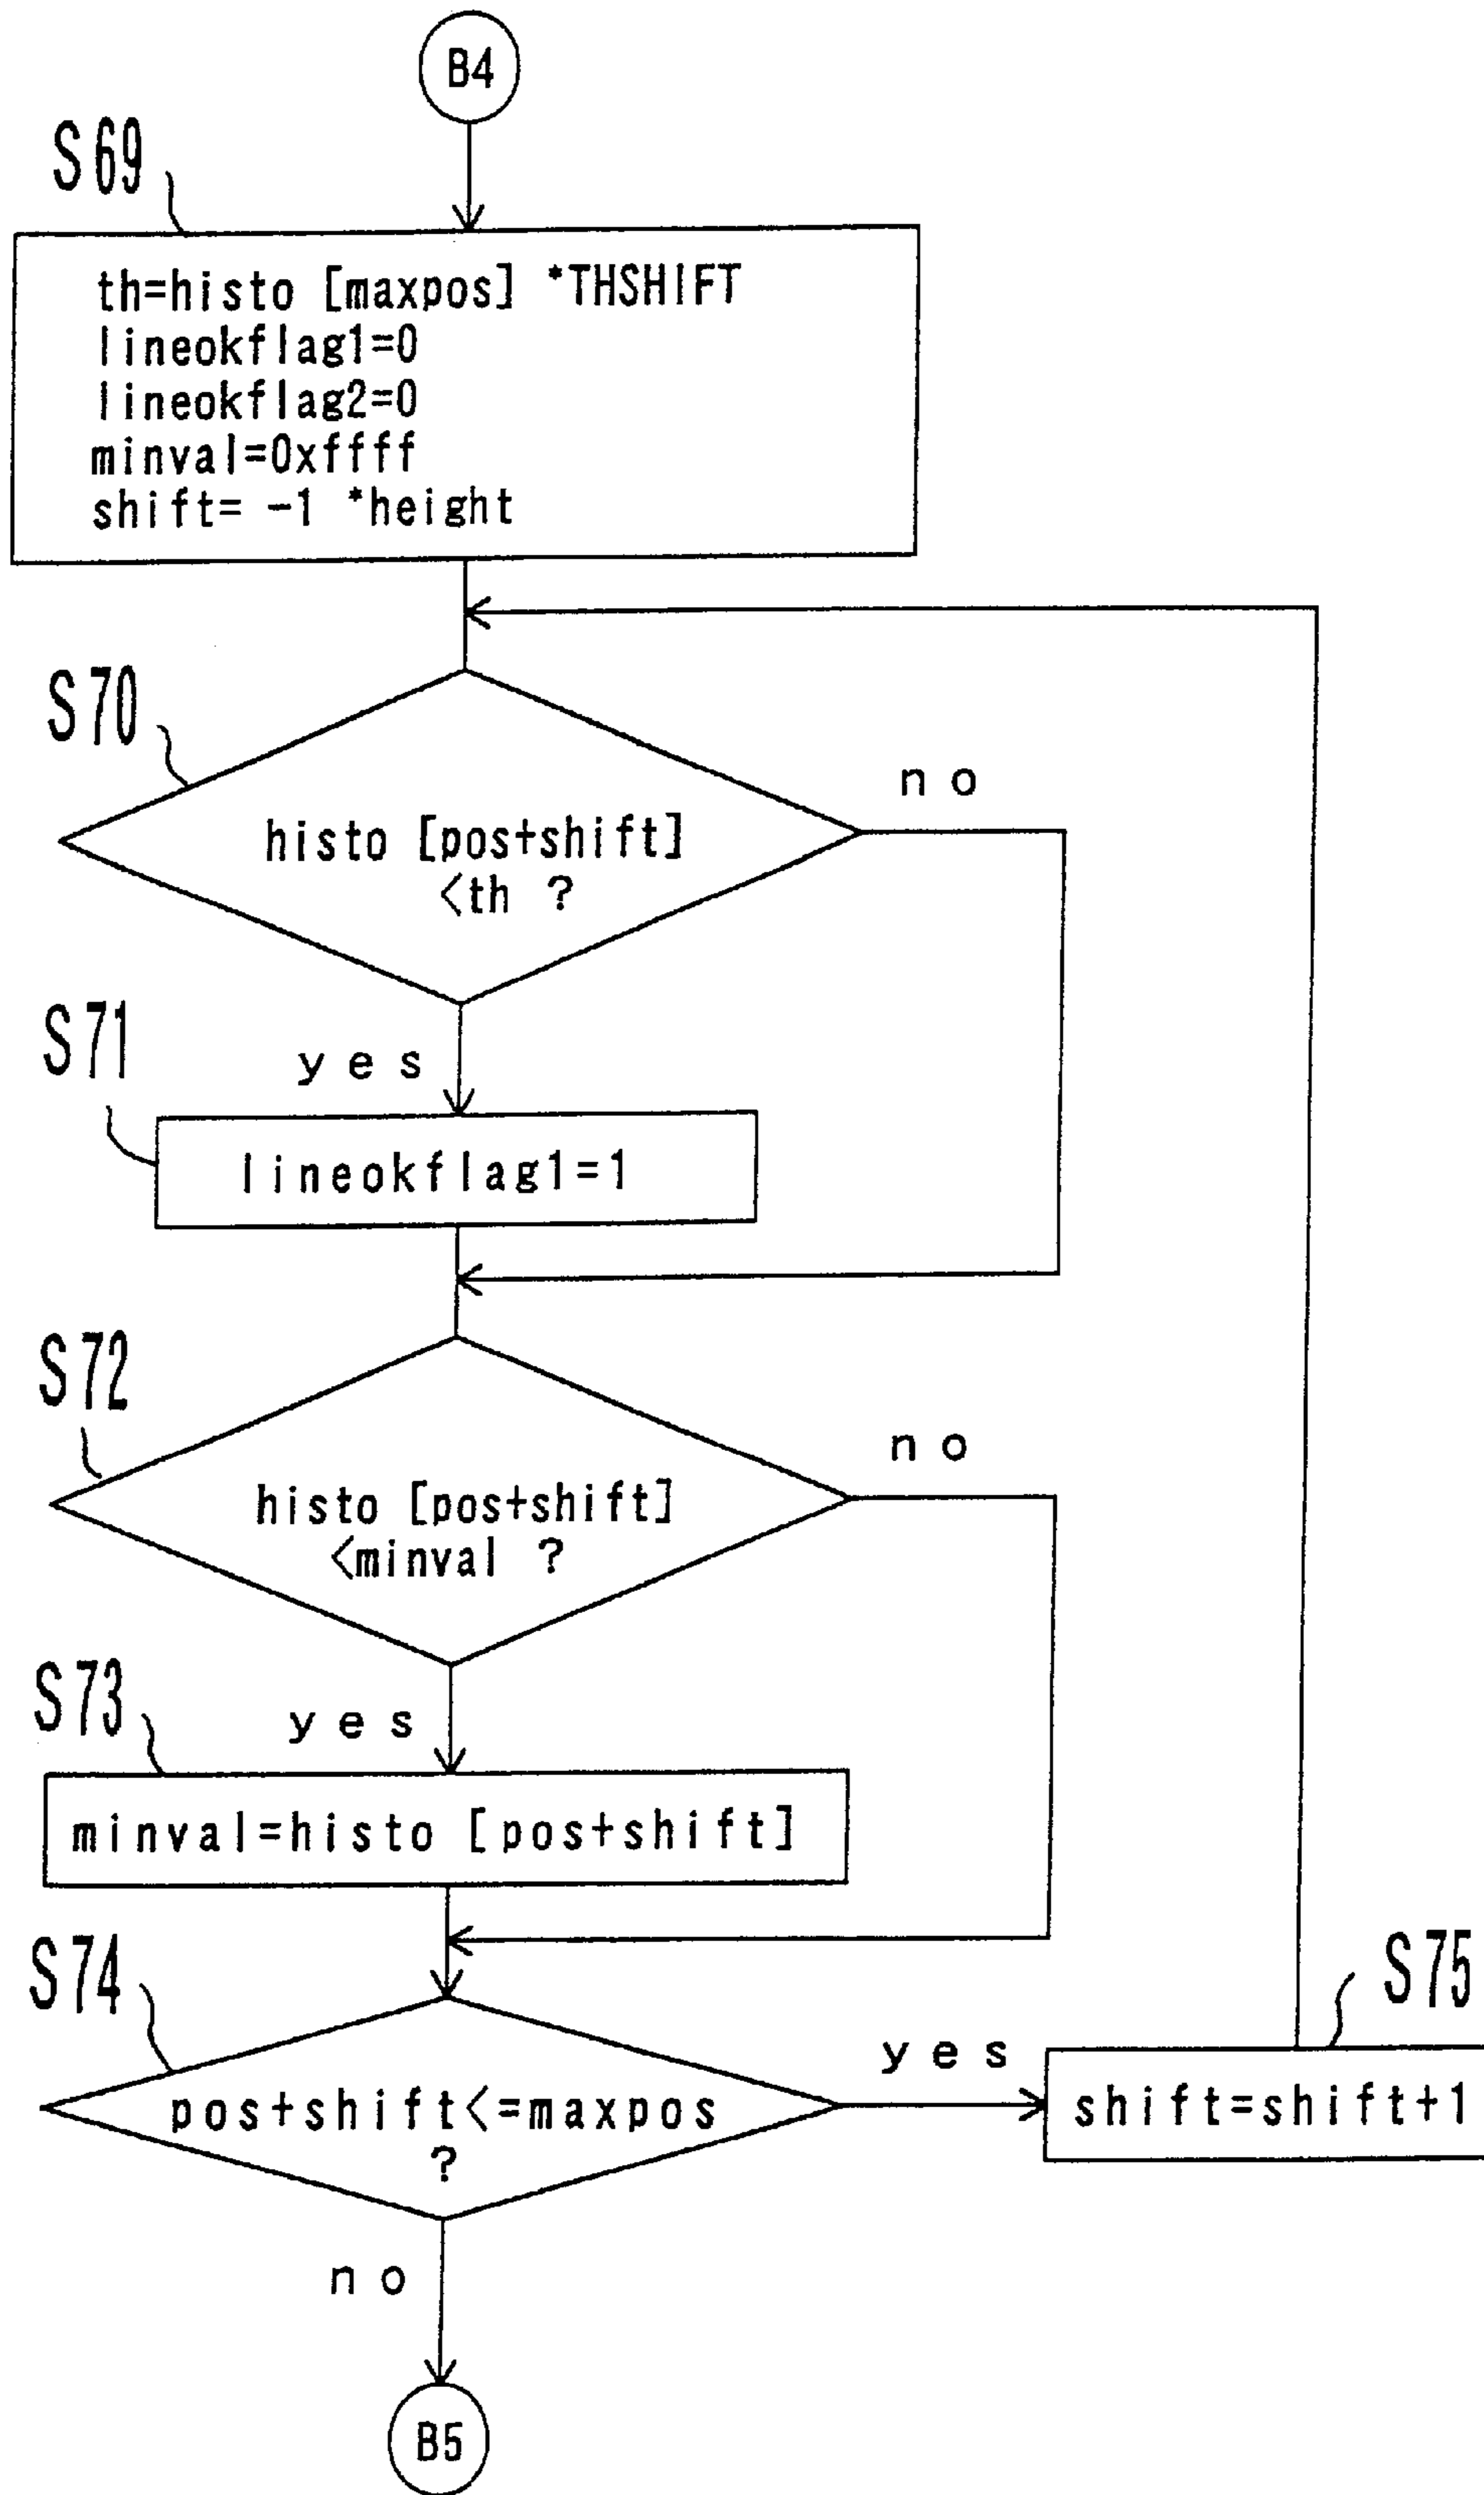 B4
S69
th=histo [maxpos] *THSHIFT
lineokflag1=0
lineokflag2=0
minval=0xffff
shift= -1 *height
S70
no
histo [pos+shift]
<th ?
S71
yes
lineokflag1=1
S72
no
histo [pos+shift]
<minval ?
S73
yes
minval=histo [pos+shift]
S74
S75
yes
pos+shift<=maxpos
?
shift=shift+1
no
B5